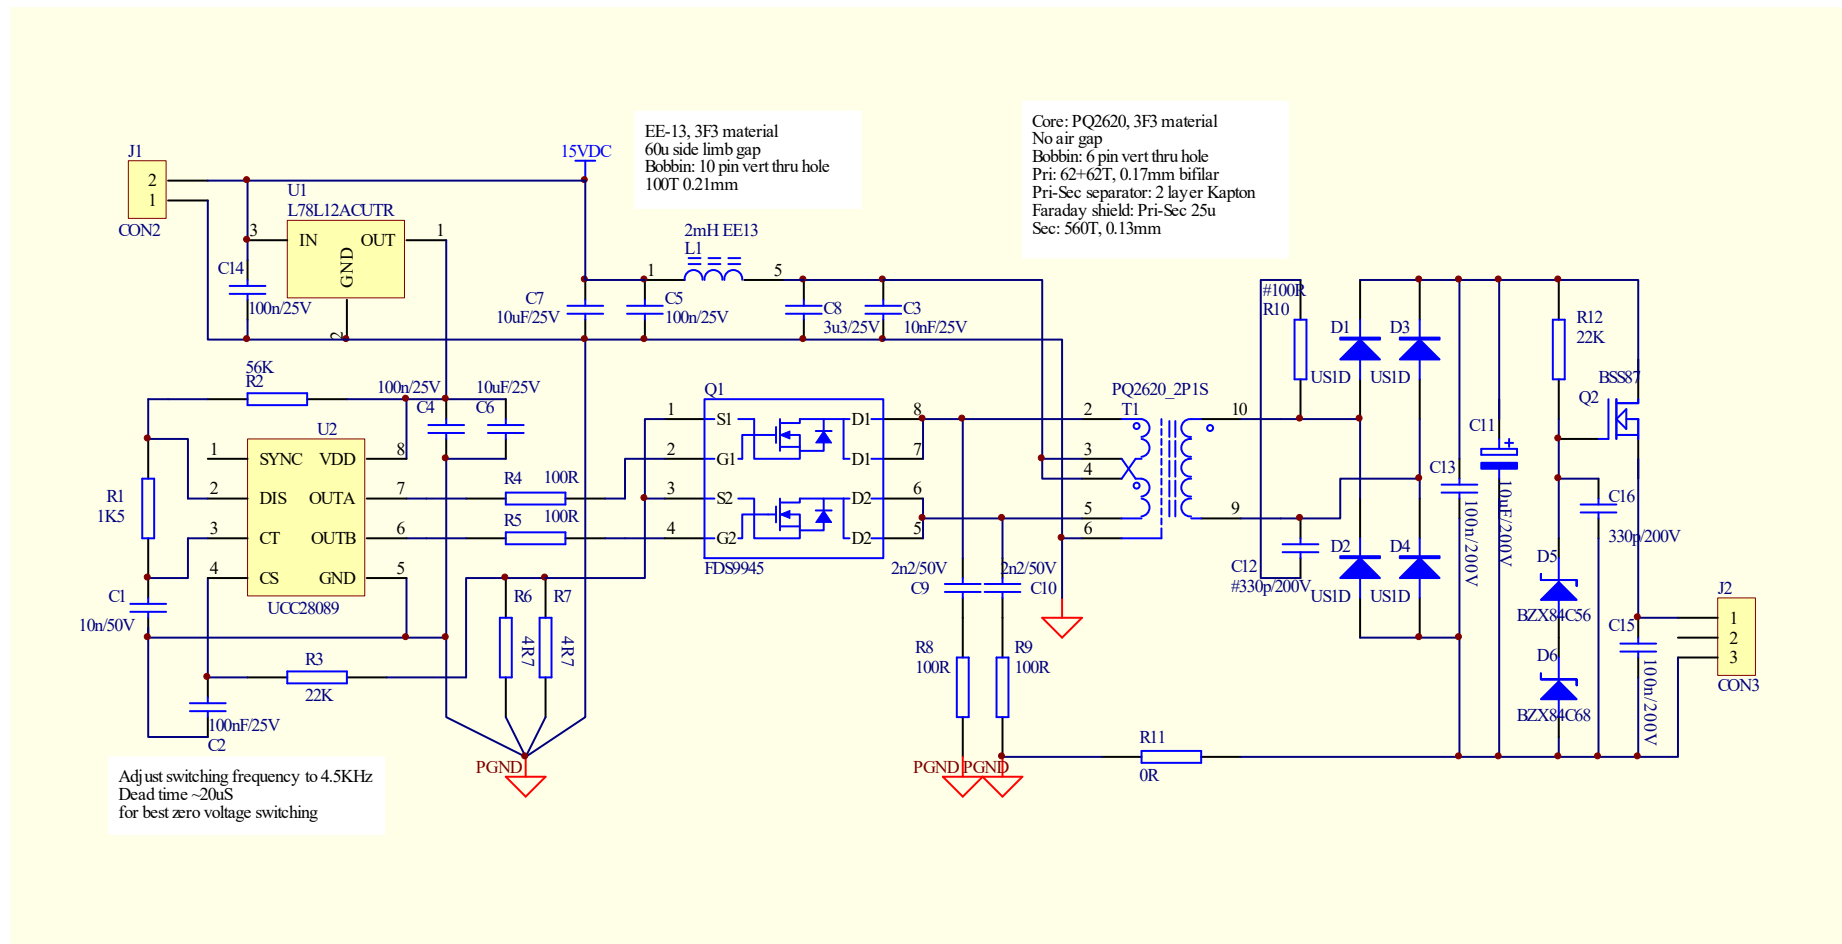 EE-13, 3F3 material
60u side limb gap
Bobbin: 10 pin vert thru hole
100T 0.21mm
Core: PQ2620, 3F3 material
No air gap
Bobbin: 6 pin vert thru hole
Pri: 62+62T, 0.17mm bifilar
Pri-Sec separator: 2 layer Kapton
Faraday shield: Pri-Sec 25u
Sec: 560T, 0.13mm
J1
2
1
CON2
15VDC
U1
L78L12ACUTR
3
IN
OUT
1
GND
2
C14
100n/25V
2mH EE13
L1
1
5
C7
10uF/25V
C5
100n/25V
C8
3u3/25V
C3
10nF/25V
56K
R2
100n/25V
C4
10uF/25V
C6
U2
1
SYNC
VDD
8
2
DIS
OUTA
7
3
CT
OUTB
6
4
CS
GND
5
UCC28089
R1
1K5
C1
10n/50V
R4
100R
R5
100R
R3
22K
100nF/25V
C2
R6
4R7
R7
4R7
PGND
Q1
1
S1
D1
8
2
G1
D1
7
3
S2
D2
6
4
G2
D2
5
FDS9945
2n2/50V
C9
2n2/50V
C10
R8
100R
R9
100R
PGND
PGND
R11
0R
PQ2620_2P1S
T1
2
3
4
5
6
10
9
#100R
R10
C12
#330p/200V
D1
US1D
D3
US1D
D2
US1D
D4
US1D
C13
100n/200V
C11
+
10uF/200V
R12
22K
BSS87
Q2
C16
330p/200V
D5
BZX84C56
D6
BZX84C68
C15
100n/200V
J2
1
2
3
CON3
Adjust switching frequency to 4.5KHz
Dead time ~20uS
for best zero voltage switching